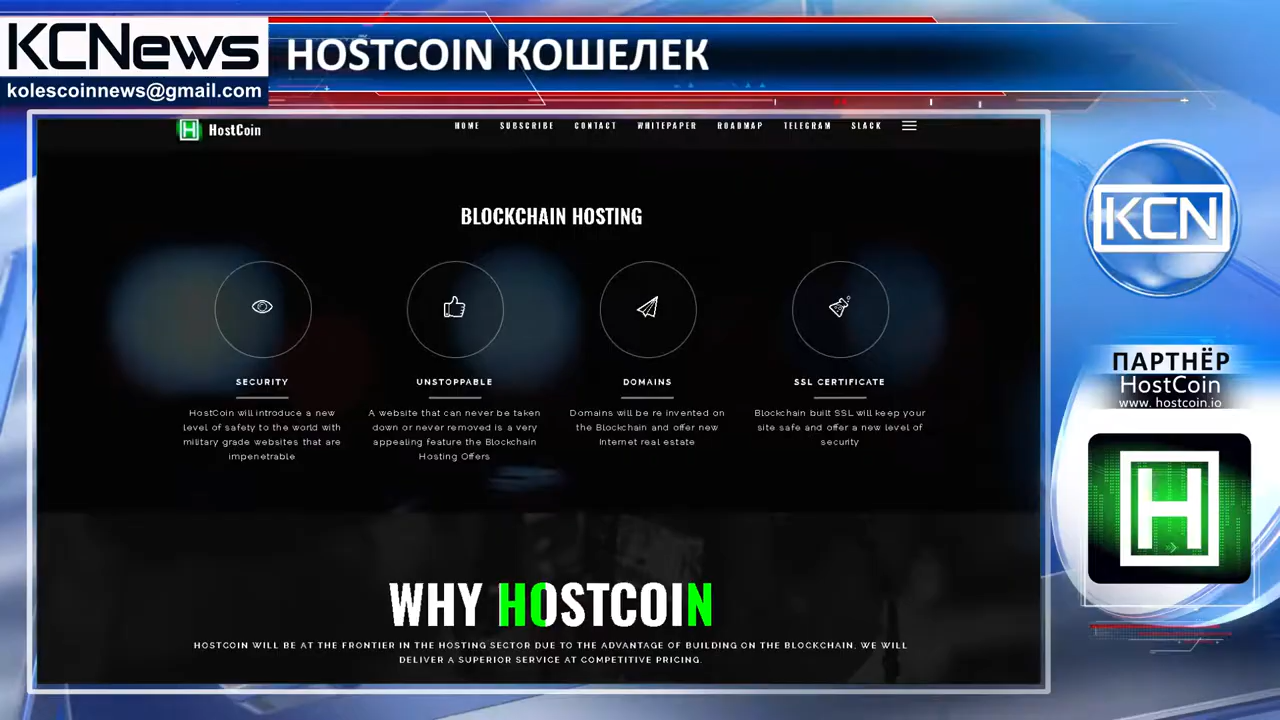 KCNews
kolescoinnews@gmail.com
HOSTCOIN КОШЕЛЕК
H HostCoin
HOME SUBSCRIBE CONTACT WHITEPAPER ROADMAP TELEGRAM SLACK
BLOCKCHAIN HOSTING
SECURITY
HostCoin will introduce a new
level of safety to the world with
military grade websites that are
impenetrable
UNSTOPPABLE
A website that can never be taken
down or never removed is a very
appealing feature the Blockchain
Hosting Offers
DOMAINS
Domains will be re invented on
the Blockchain and offer new
Internet real estate
SSL CERTIFICATE
Blockchain built SSL will keep your
site safe and offer a new level of
security
WHY HOSTCOIN
HOSTCOIN WILL BE AT THE FRONTIER IN THE HOSTING SECTOR DUE TO THE ADVANTAGE OF BUILDING ON THE BLOCKCHAIN. WE WILL
DELIVER A SUPERIOR SERVICE AT COMPETITIVE PRICING.
KCN
ПАРТНЁР
HostCoin
www. hostcoin.io
H